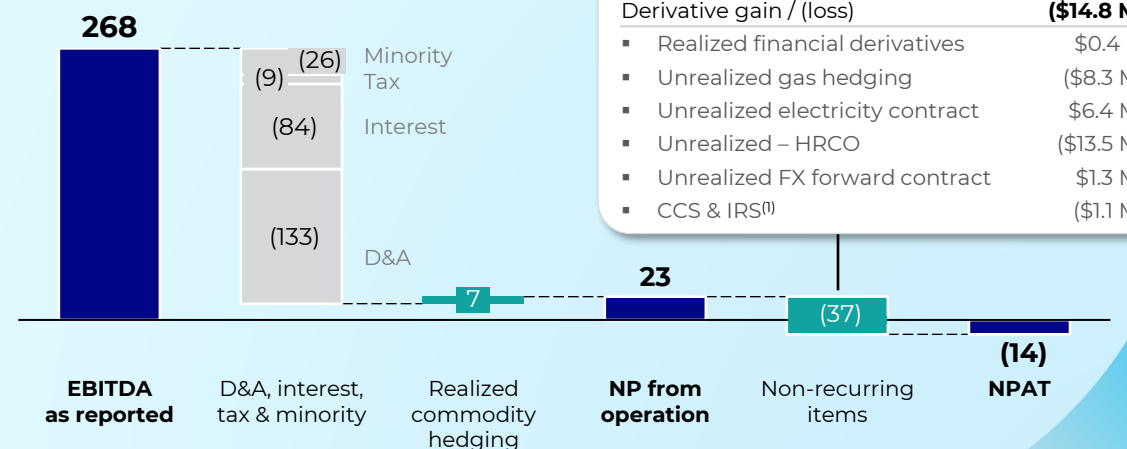 268
(26)
Minority
(9)
Tax
(84)
Interest
(133)
D&A
7
23
(37)
(14)
EBITDA
as reported
D&A, interest,
tax & minority
Realized
commodity
hedging
NP from
operation
Non-recurring
items
NPAT
Derivative gain / (loss) ($14.8 M
▪ Realized financial derivatives $0.4
▪ Unrealized gas hedging ($8.3 M
▪ Unrealized electricity contract $6.4 M
▪ Unrealized – HRCO ($13.5 M
▪ Unrealized FX forward contract $1.3 M
▪ CCS & IRS(1) ($1.1 M